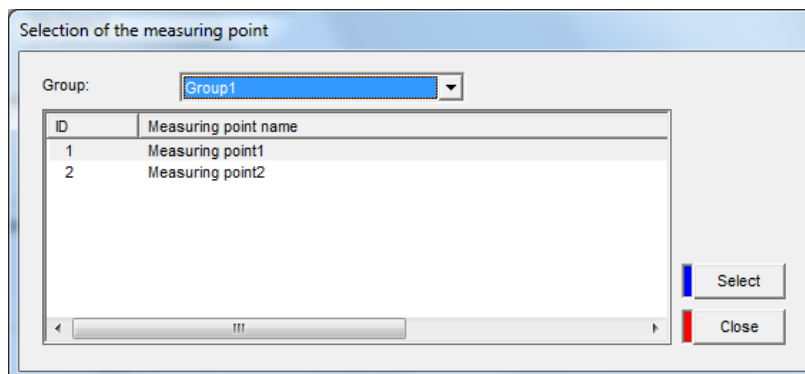 Selection of the measuring point
Group: Group1
ID Measuring point name
1 Measuring point1
2 Measuring point2
Select
Close